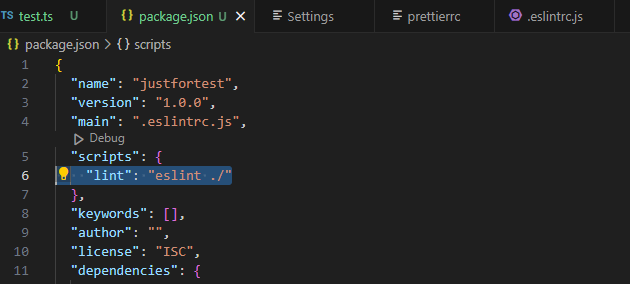 TS test.ts U {} package.json U × Settings prettierrc .eslintrc.js
{} package.json > {} scripts
1 {
2 "name": "justfortest",
3 "version": "1.0.0",
4 "main": ".eslintrc.js",
Debug
5 "scripts": {
6 "lint": "eslint ./"
7 },
8 "keywords": [],
9 "author": "",
10 "license": "ISC",
11 "dependencies": {